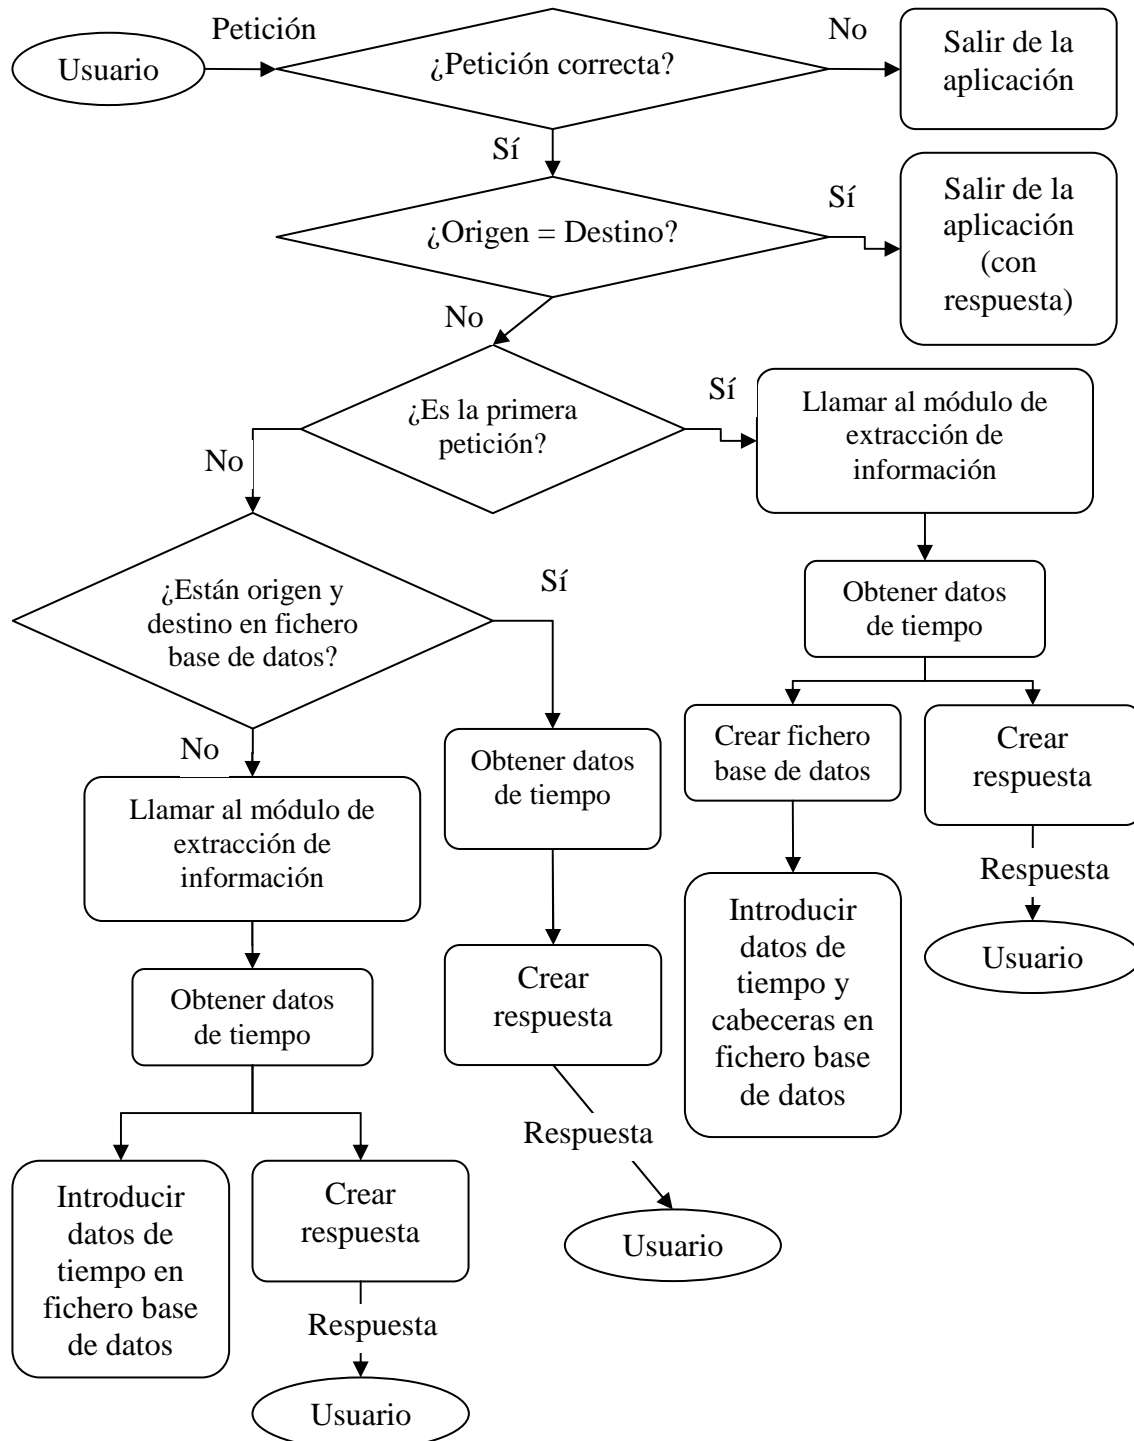 Petición
Usuario
¿Petición correcta?
No
Salir de la
aplicación
Sí
¿Origen = Destino?
Sí
Salir de la
aplicación
(con
respuesta)
No
¿Es la primera
petición?
Sí
Llamar al módulo de
extracción de
información
No
¿Están origen y
destino en fichero
base de datos?
Sí
Obtener datos
de tiempo
No
Obtener datos
de tiempo
Crear fichero
base de datos
Crear
respuesta
Llamar al módulo de
extracción de
información
Respuesta
Introducir
datos de
tiempo y
cabeceras en
fichero base
de datos
Usuario
Crear
respuesta
Obtener datos
de tiempo
Respuesta
Usuario
Introducir
datos de
tiempo en
fichero base
de datos
Crear
respuesta
Respuesta
Usuario